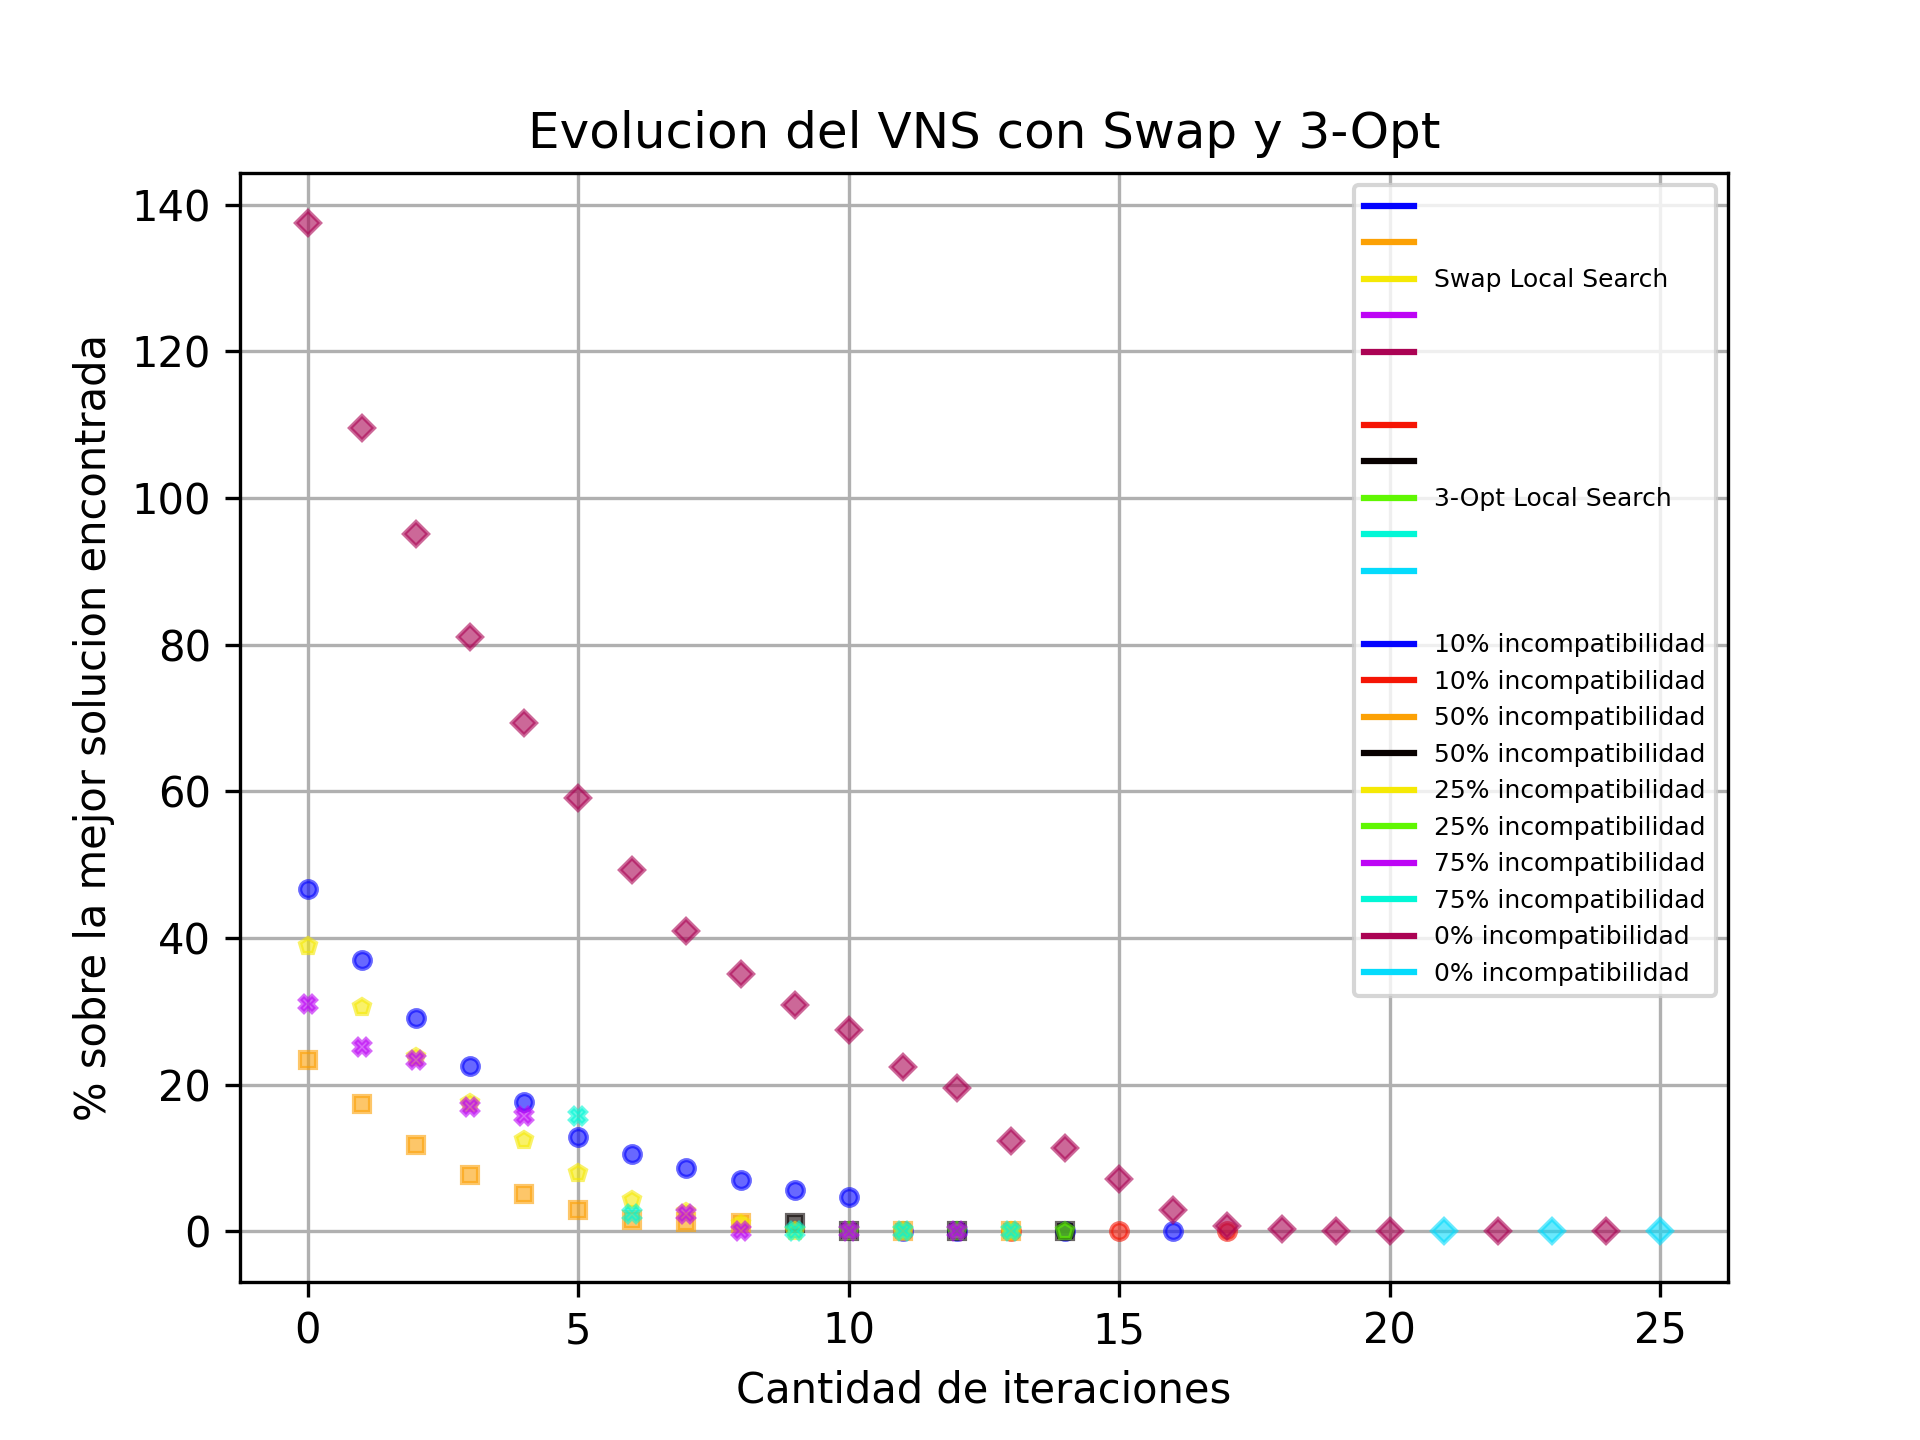 Evolucion del VNS con Swap y 3-Opt
% sobre la mejor solucion encontrada
140
120
100
80
60
40
20
0
Swap Local Search
3-Opt Local Search
10% incompatibilidad
10% incompatibilidad
50% incompatibilidad
50% incompatibilidad
25% incompatibilidad
25% incompatibilidad
75% incompatibilidad
75% incompatibilidad
0% incompatibilidad
0% incompatibilidad
0 5 10 15 20 25
Cantidad de iteraciones